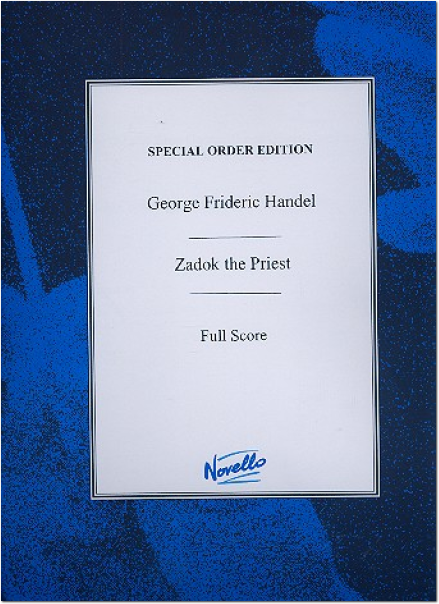 SPECIAL ORDER EDITION
George Frideric Handel
Zadok the Priest
Full Score
Novello